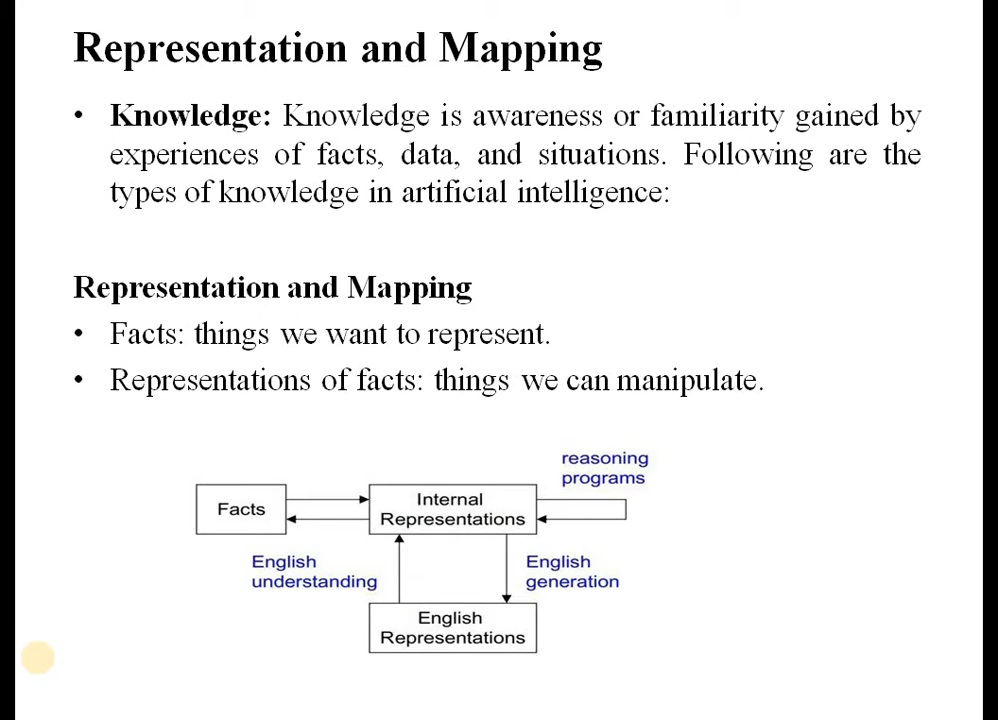 Representation and Mapping
• Knowledge: Knowledge is awareness or familiarity gained by
experiences of facts, data, and situations. Following are the
types of knowledge in artificial intelligence:
Representation and Mapping
• Facts: things we want to represent.
• Representations of facts: things we can manipulate.
reasoning
programs
Facts
Internal
Representations
English
understanding
English
generation
English
Representations